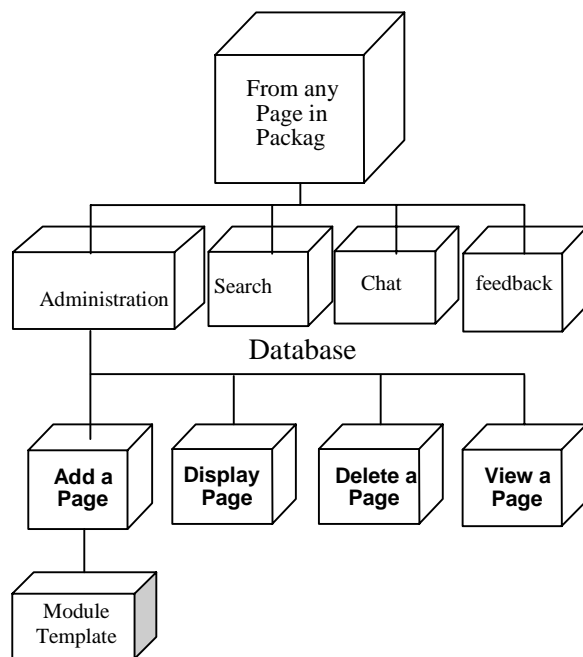 From any
Page in
Packag
Administration
Search
Chat
feedback
Database
Add a
Page
Display
Page
Delete a
Page
View a
Page
Module
Template